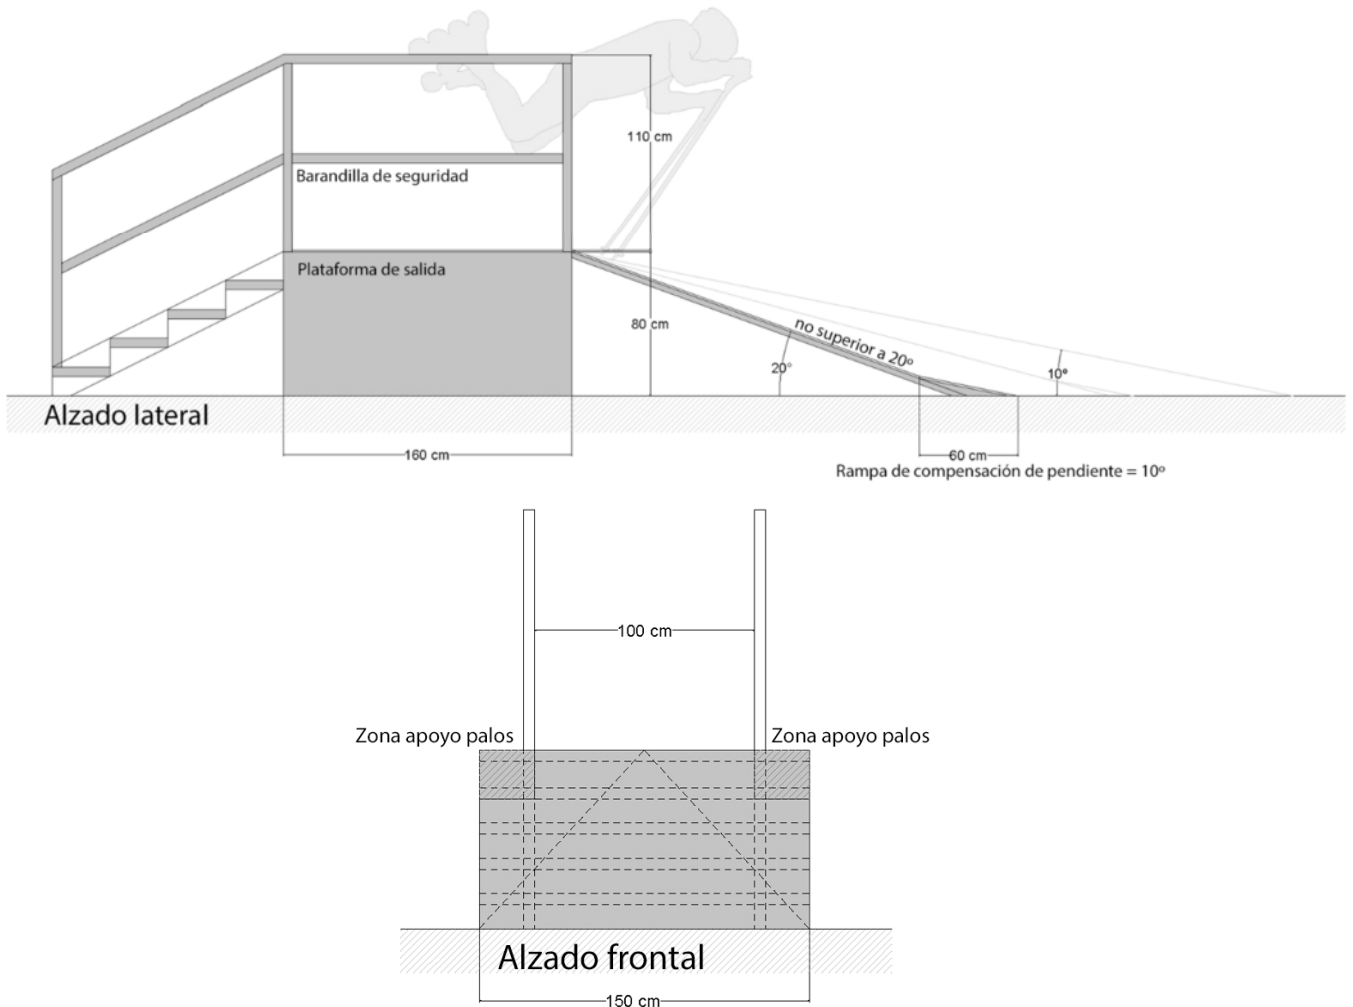 110 cm
Barandilla de seguridad
Plataforma de salida
80 cm
no superior a 20º
20°
10º
Alzado lateral
160 cm
60 cm
Rampa de compensación de pendiente = 10º
100 cm
Zona apoyo palos
Zona apoyo palos
Alzado frontal
150 cm